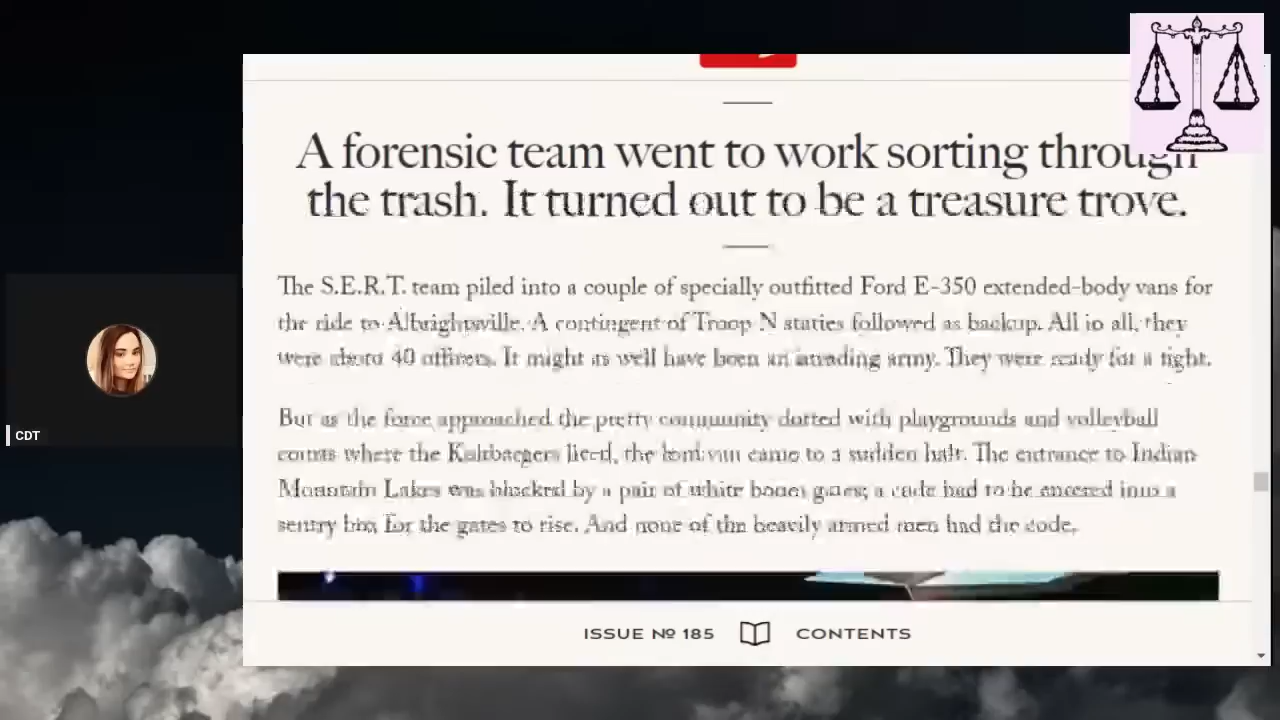 A forensic team went to work sorting through
the trash. It turned out to be a treasure trove.
The S.E.R.T. team piled into a couple of specially outfitted Ford E-350 extended-body vans for
the ride to Albrightsville. A contingent of Troop N staties followed as backup. All in all, they
were about 40 officers. It might as well have been an invading army. They were ready for a fight.
But as the force approached the pretty community dotted with playgrounds and volleyball
courts where the lived, the van came to a sudden halt. The entrance to Indian
Mountain Lakes was blocked by a pair of white boom gates; a code had to be entered into a
sentry box for the gates to rise. And none of the heavily armed men had the code.
CDT
ISSUE Nº 185 CONTENTS